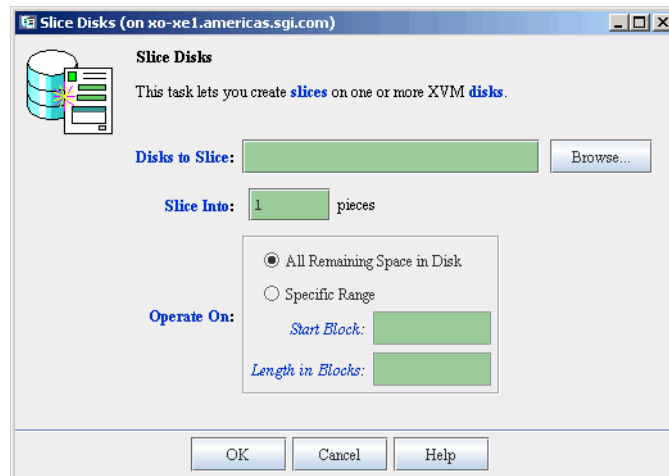 Slice Disks (on xo-xe1.americas.sgi.com)
Slice Disks
This task lets you create slices on one or more XVM disks.
Disks to Slice:
Browse...
Slice Into: 1 pieces
All Remaining Space in Disk
Specific Range
Operate On:
Start Block:
Length in Blocks:
OK Cancel Help